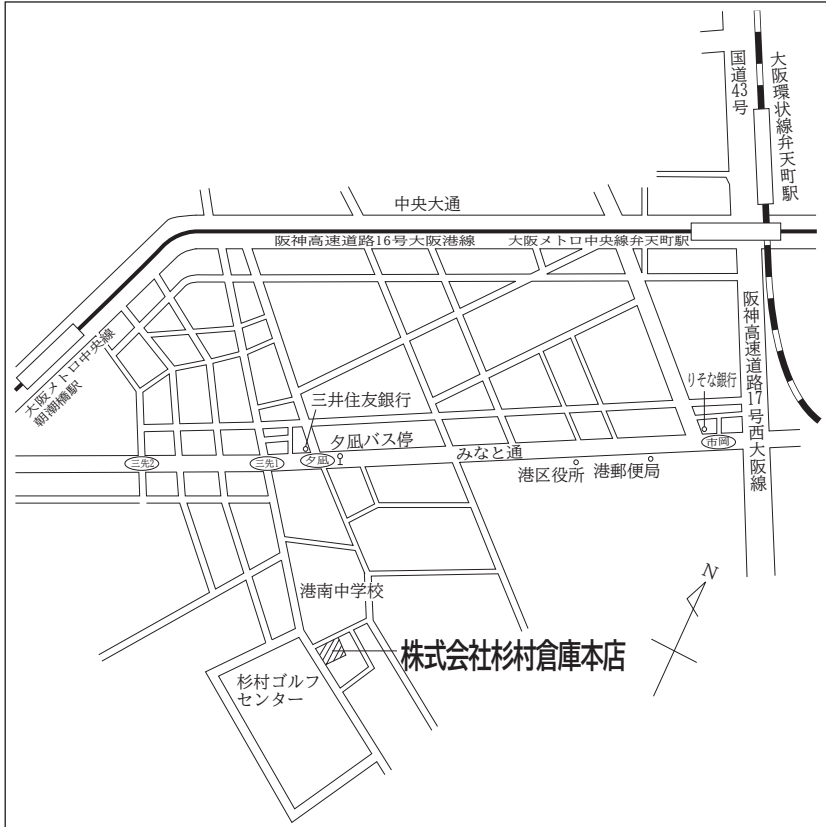 国道43号
大阪環状線弁天町駅
中央大通
阪神高速道路16号大阪港線
大阪メトロ中央線弁天町駅
大阪メトロ中央線
朝潮橋駅
阪神高速道路17号西大阪線
りそな銀行
三井住友銀行
夕凪バス停
みなと通
市岡
三先2
三先1
夕凪
港区役所
港郵便局
N
港南中学校
株式会社杉村倉庫本店
杉村ゴルフ
センター